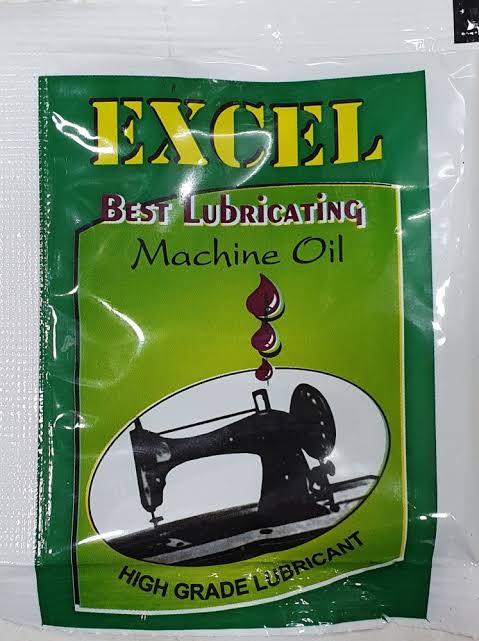 EXCEL
BEST LUBRICATING
Machine Oil
HIGH GRADE LUBRICANT